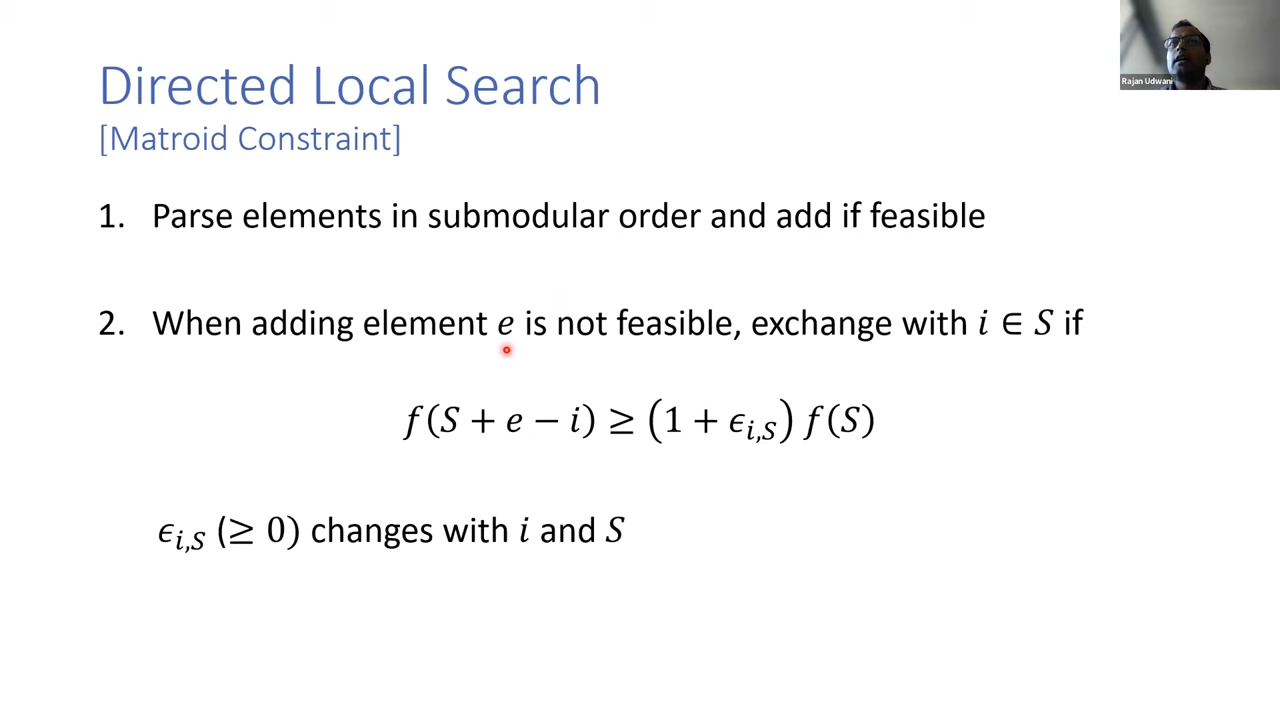 Directed Local Search
[Matroid Constraint]
1. Parse elements in submodular order and add if feasible
2. When adding element e is not feasible, exchange with i ∈ S if
f(S + e − i) ≥ (1 + ϵ_{i,S}) f(S)
ϵ_{i,S} (≥ 0) changes with i and S
Rajan Udwani